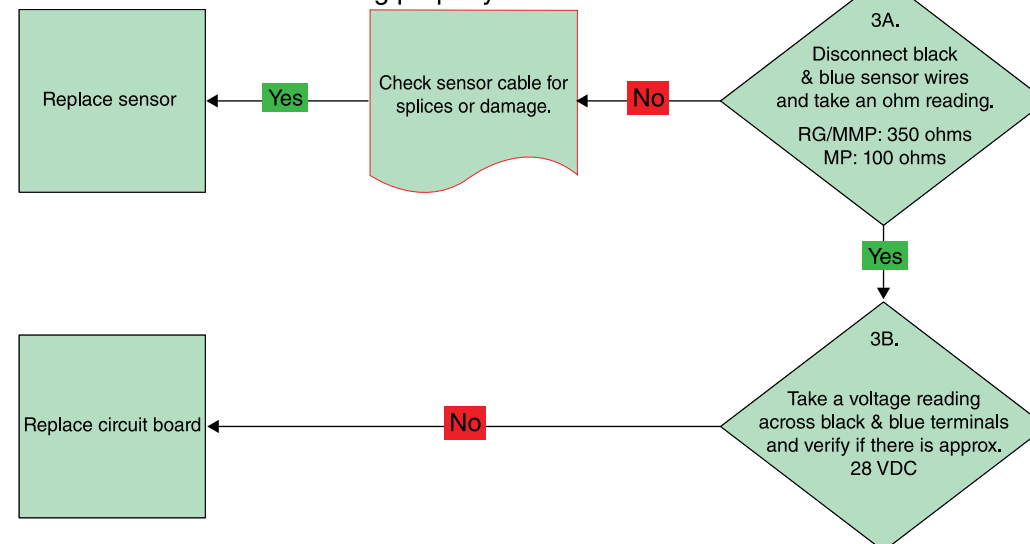 3A.
Disconnect black
& blue sensor wires
and take an ohm reading.
RG/MMP: 350 ohms
MP: 100 ohms
No
Check sensor cable for
splices or damage.
Yes
Replace sensor
Yes
3B.
Take a voltage reading
across black & blue terminals
and verify if there is approx.
28 VDC
No
Replace circuit board